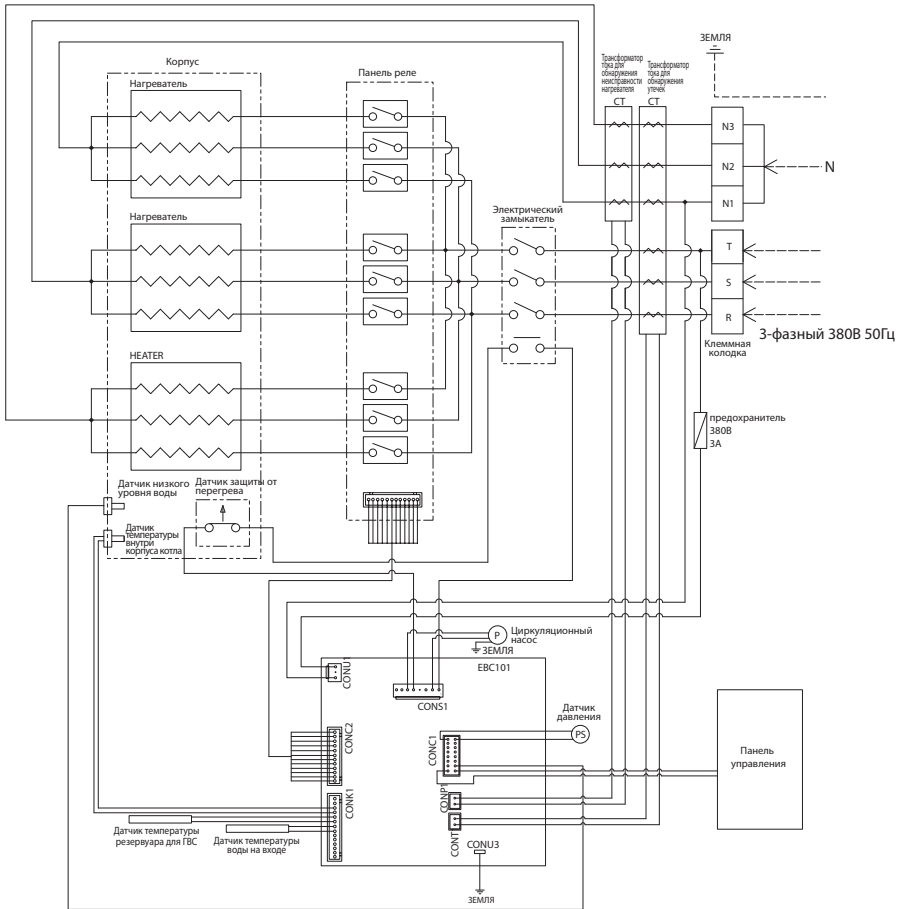 ЗЕМЛЯ
Корпус
Панель реле
Трансформатор
тока для
обнаружения
неисправности
нагревателя
CT
Трансформатор
тока для
обнаружения
утечек
CT
Нагреватель
N3
N2
N
N1
Нагреватель
Электрический
замыкатель
T
S
R
3-фазный 380В 50Гц
Клеммная
колодка
HEATER
предохранитель
380В
3А
Датчик низкого
уровня воды
Датчик защиты от
перегрева
Датчик
температуры
внутри
корпуса котла
P
Циркуляционный
насос
ЗЕМЛЯ
EBC101
CONU1
CONS1
Датчик
давления
PS
CONC2
CONC1
Панель
управления
CONK1
CONP1
CONT
CONU3
Датчик температуры
резервуара для ГВС
Датчик температуры
воды на входе
ЗЕМЛЯ